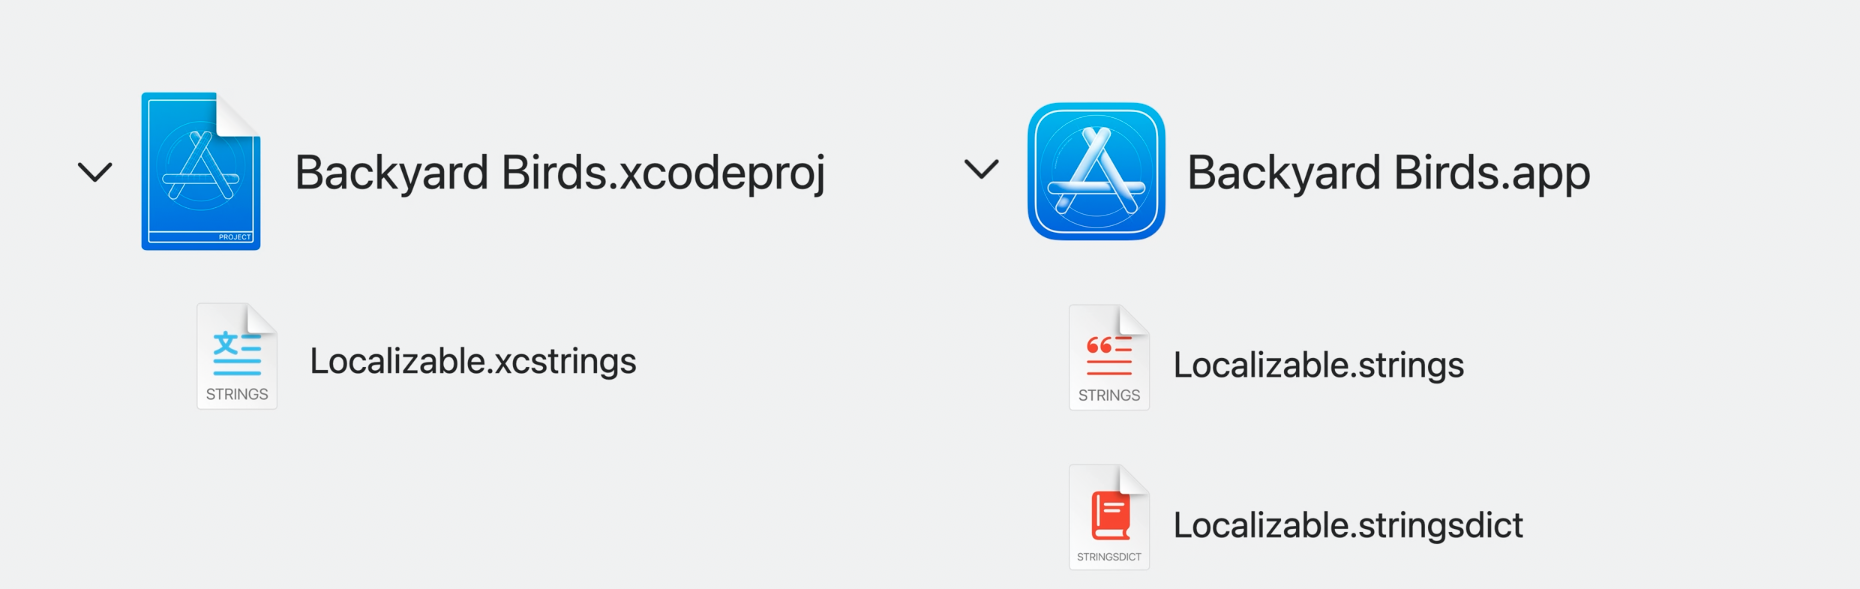 Backyard Birds.xcodeproj
PROJECT
STRINGS
文
Localizable.xcstrings
Backyard Birds.app
“
STRINGS
Localizable.strings
STRINGSDICT
Localizable.stringsdict